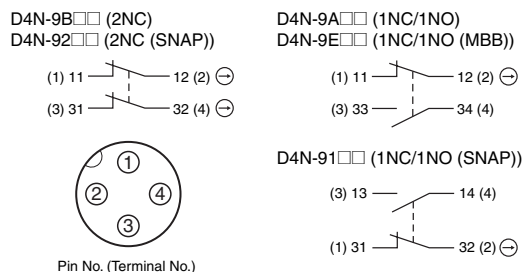 D4N-9B□□ (2NC)
D4N-92□□ (2NC (SNAP))
(1) 11 12 (2)
(3) 31 32 (4)
1
2 4
3
Pin No. (Terminal No.)
D4N-9A□□ (1NC/1NO)
D4N-9E□□ (1NC/1NO (MBB))
(1) 11 12 (2)
(3) 33 34 (4)
D4N-91□□ (1NC/1NO (SNAP))
(3) 13 14 (4)
(1) 31 32 (2)